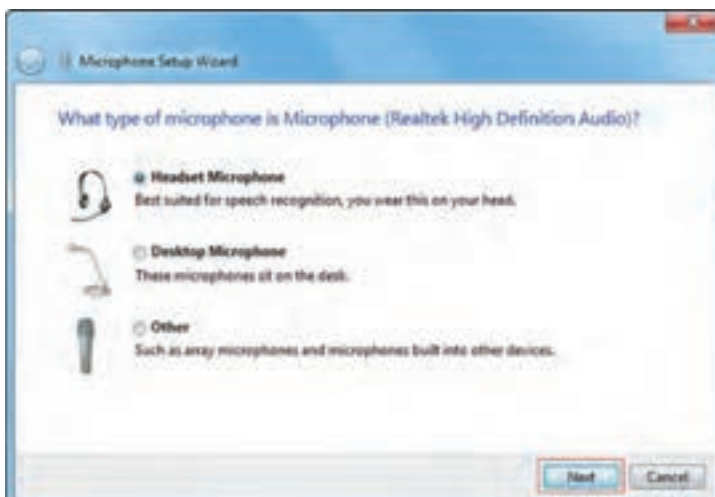 Microphone Setup Wizard
What type of microphone is Microphone (Realtek High Definition Audio)?
Headset Microphone
Best suited for speech recognition, you wear this on your head.
Desktop Microphone
These microphones sit on the desk.
Other
Such as array microphones and microphones built into other devices.
Next
Cancel